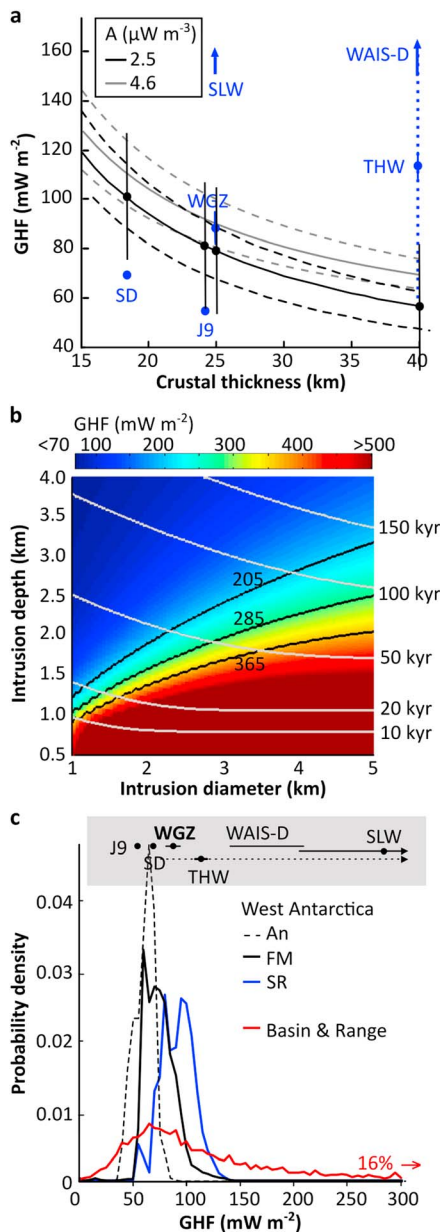 a
A (µW m⁻³)
2.5
4.6
SLW
WAIS-D
THW
WGZ
SD
J9
GHF (mW m⁻²)
160
140
120
100
80
60
40
15 20 25 30 35 40
Crustal thickness (km)
b
GHF (mW m⁻²)
<70 100 200 300 400 >500
Intrusion depth (km)
4.0
3.5
3.0
2.5
2.0
1.5
1.0
0.5
205
285
365
150 kyr
100 kyr
50 kyr
20 kyr
10 kyr
1 2 3 4 5
Intrusion diameter (km)
c
J9 SD WGZ THW WAIS-D SLW
West Antarctica
An
FM
SR
Basin & Range
16%
Probability density
0.04
0.03
0.02
0.01
0
0 50 100 150 200 250 300
GHF (mW m⁻²)